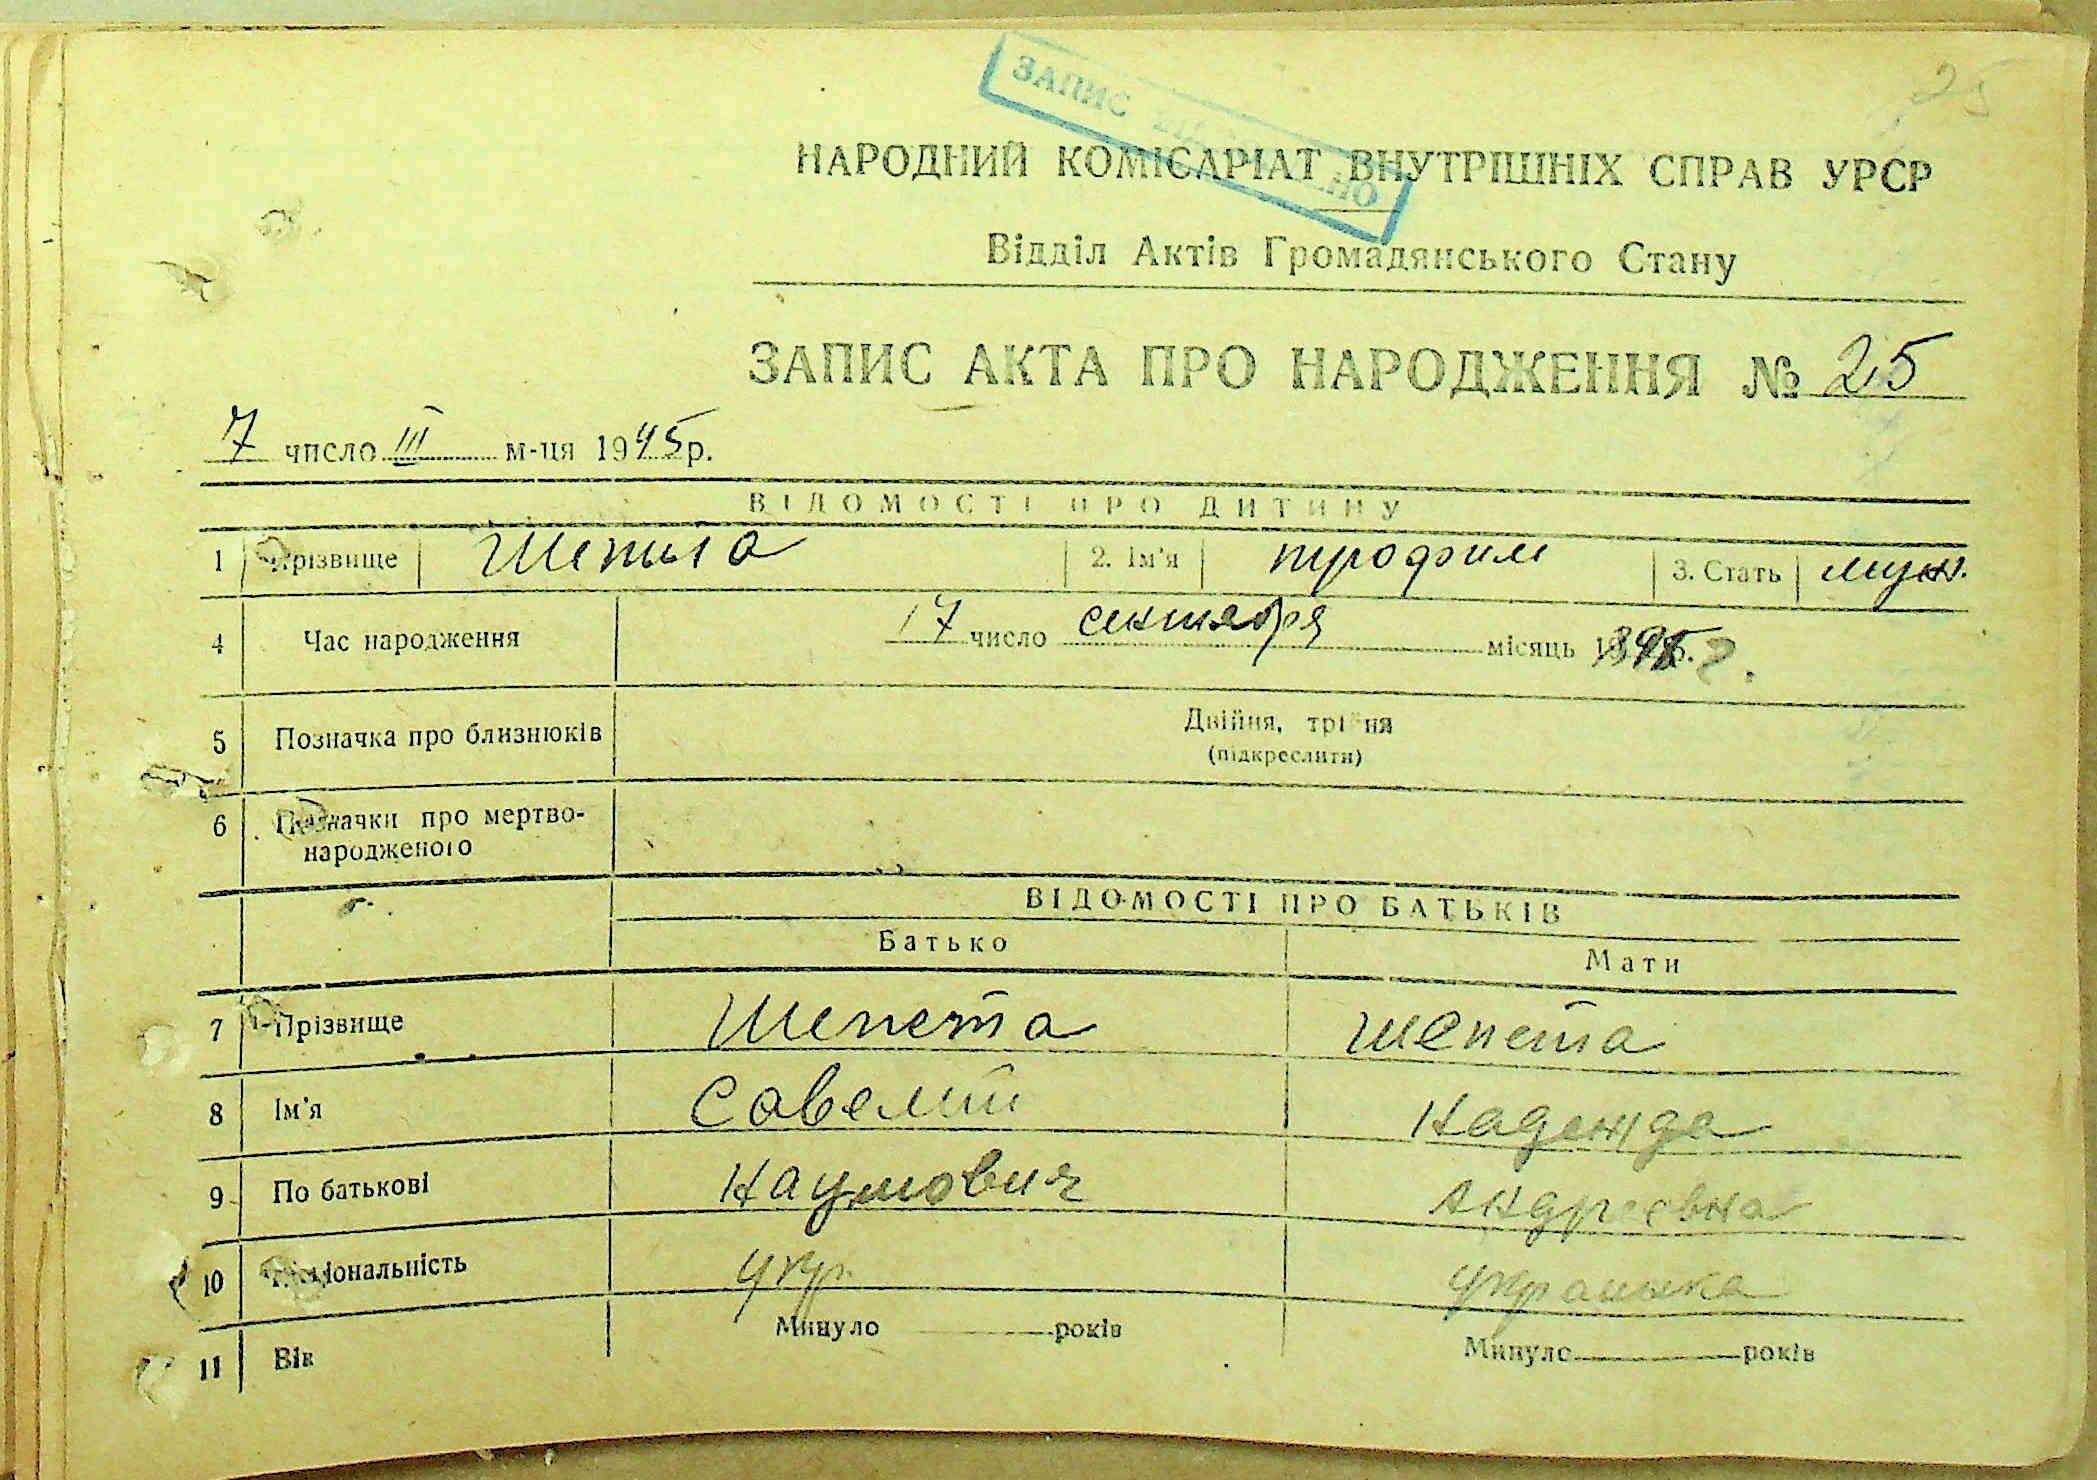 25
ЗАПИС
НАРОДНИЙ КОМІСАРІАТ ВНУТРІШНІХ СПРАВ УРСР
Відділ Актів Громадянського Стану
ЗАПИС АКТА ПРО НАРОДЖЕННЯ № 25
7 число III м-ця 1945 р.
ВІДОМОСТІ ПРО ДИТИНУ
1 Прізвище 2. Ім'я трофим 3. Стать муж.
4 Час народження 17 число сентября місяць
5 Позначка про близнюків Двійня, трійня
(підкреслити)
6 Позначки про мертво-
народженого
ВІДОМОСТІ ПРО БАТЬКІВ
Батько Мати
7 Прізвище Шепета Шепета
8 Ім'я Савелий Надежда
9 По батькові Наумович Андреевна
10 Національність укр. украинка
11 Вік Минуло років Минуло років